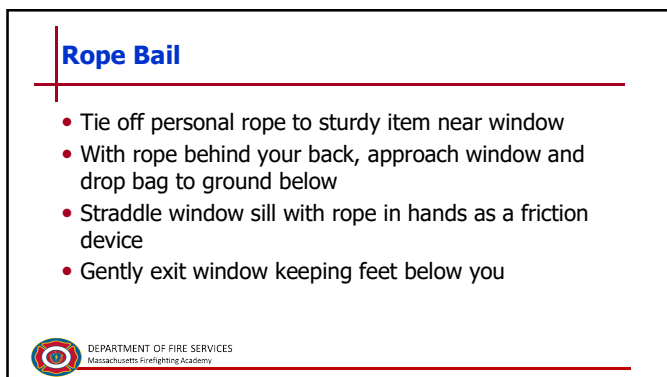 Rope Bail
• Tie off personal rope to sturdy item near window
• With rope behind your back, approach window and
drop bag to ground below
• Straddle window sill with rope in hands as a friction
device
• Gently exit window keeping feet below you
DEPARTMENT OF FIRE SERVICES
Massachusetts Firefighting Academy